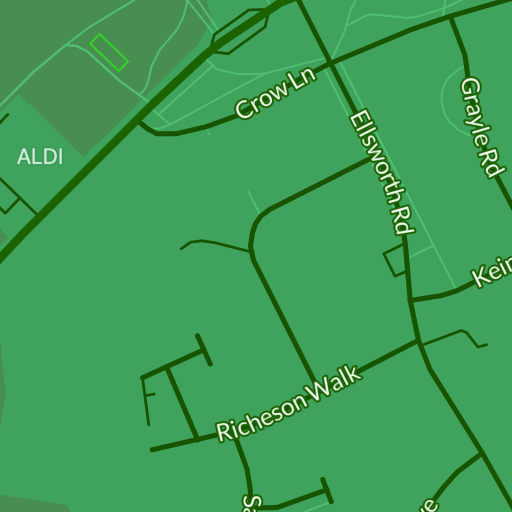 Crow Ln
Grayle Rd
Ellsworth Rd
ALDI
Richeson Walk